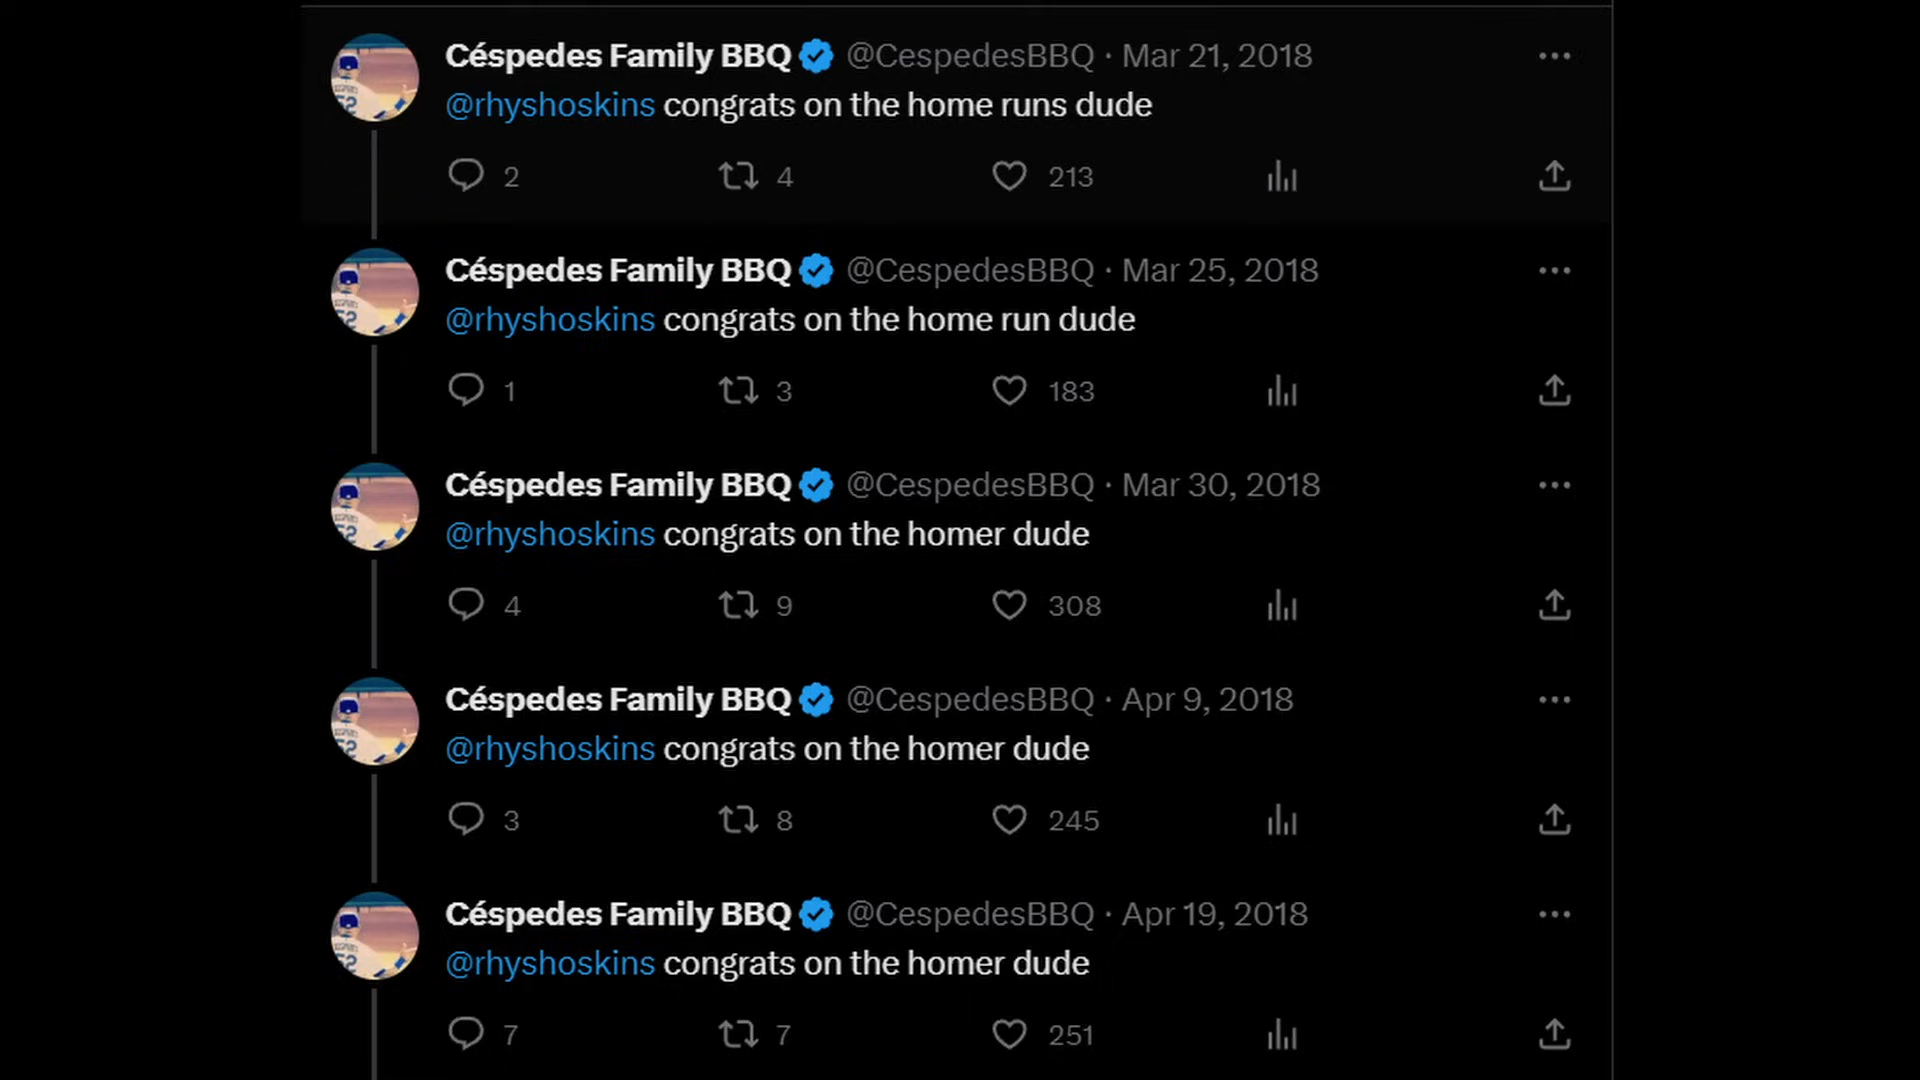 Céspedes Family BBQ @CespedesBBQ · Mar 21, 2018
@rhyshoskins congrats on the home runs dude
2 4 213
Céspedes Family BBQ @CespedesBBQ · Mar 25, 2018
@rhyshoskins congrats on the home run dude
1 3 183
Céspedes Family BBQ @CespedesBBQ · Mar 30, 2018
@rhyshoskins congrats on the homer dude
4 9 308
Céspedes Family BBQ @CespedesBBQ · Apr 9, 2018
@rhyshoskins congrats on the homer dude
3 8 245
Céspedes Family BBQ @CespedesBBQ · Apr 19, 2018
@rhyshoskins congrats on the homer dude
7 7 251